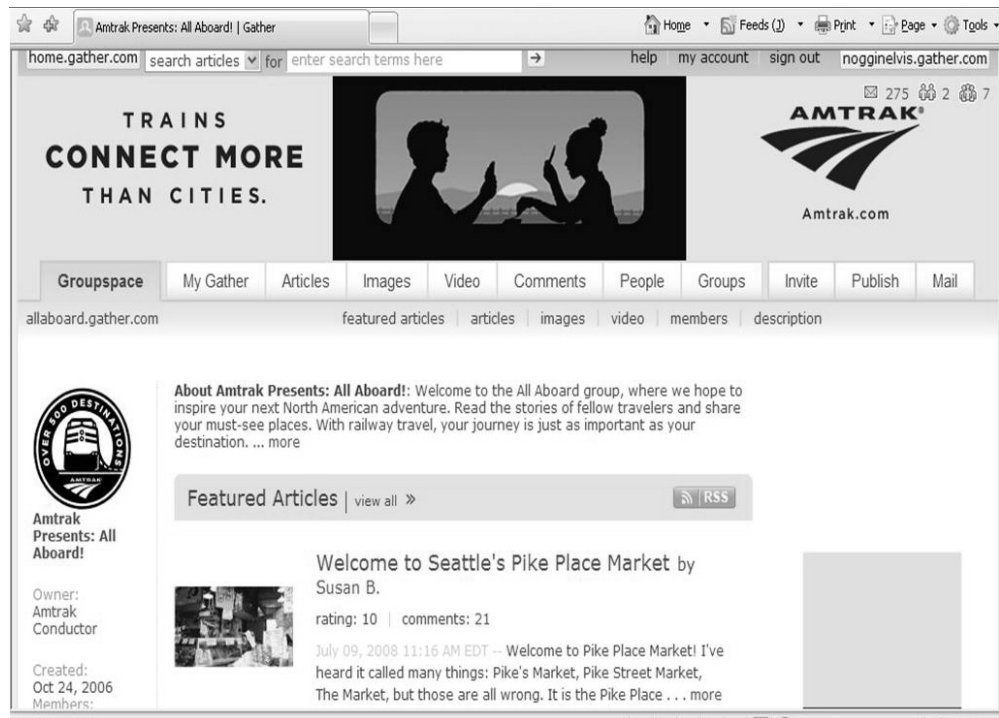 Amtrak Presents: All Aboard! | Gather
Home Feeds (J) Print Page Tools
home.gather.com search articles for enter search terms here help my account sign out nogginelvis.gather.com
275 2 7
TRAINS
CONNECT MORE
THAN CITIES.
AMTRAK®
Amtrak.com
Groupspace My Gather Articles Images Video Comments People Groups Invite Publish Mail
allaboard.gather.com featured articles | articles | images | video | members | description
OVER 500 DESTINATIONS
AMTRAK
Amtrak
Presents: All
Aboard!
Owner:
Amtrak
Conductor
Created:
Oct 24, 2006
Members:
About Amtrak Presents: All Aboard!: Welcome to the All Aboard group, where we hope to
inspire your next North American adventure. Read the stories of fellow travelers and share
your must-see places. With railway travel, your journey is just as important as your
destination. ... more
Featured Articles | view all »
RSS
Welcome to Seattle's Pike Place Market by
Susan B.
rating: 10 | comments: 21
July 09, 2008 11:16 AM EDT -- Welcome to Pike Place Market! I've
heard it called many things: Pike's Market, Pike Street Market,
The Market, but those are all wrong. It is the Pike Place . . . more